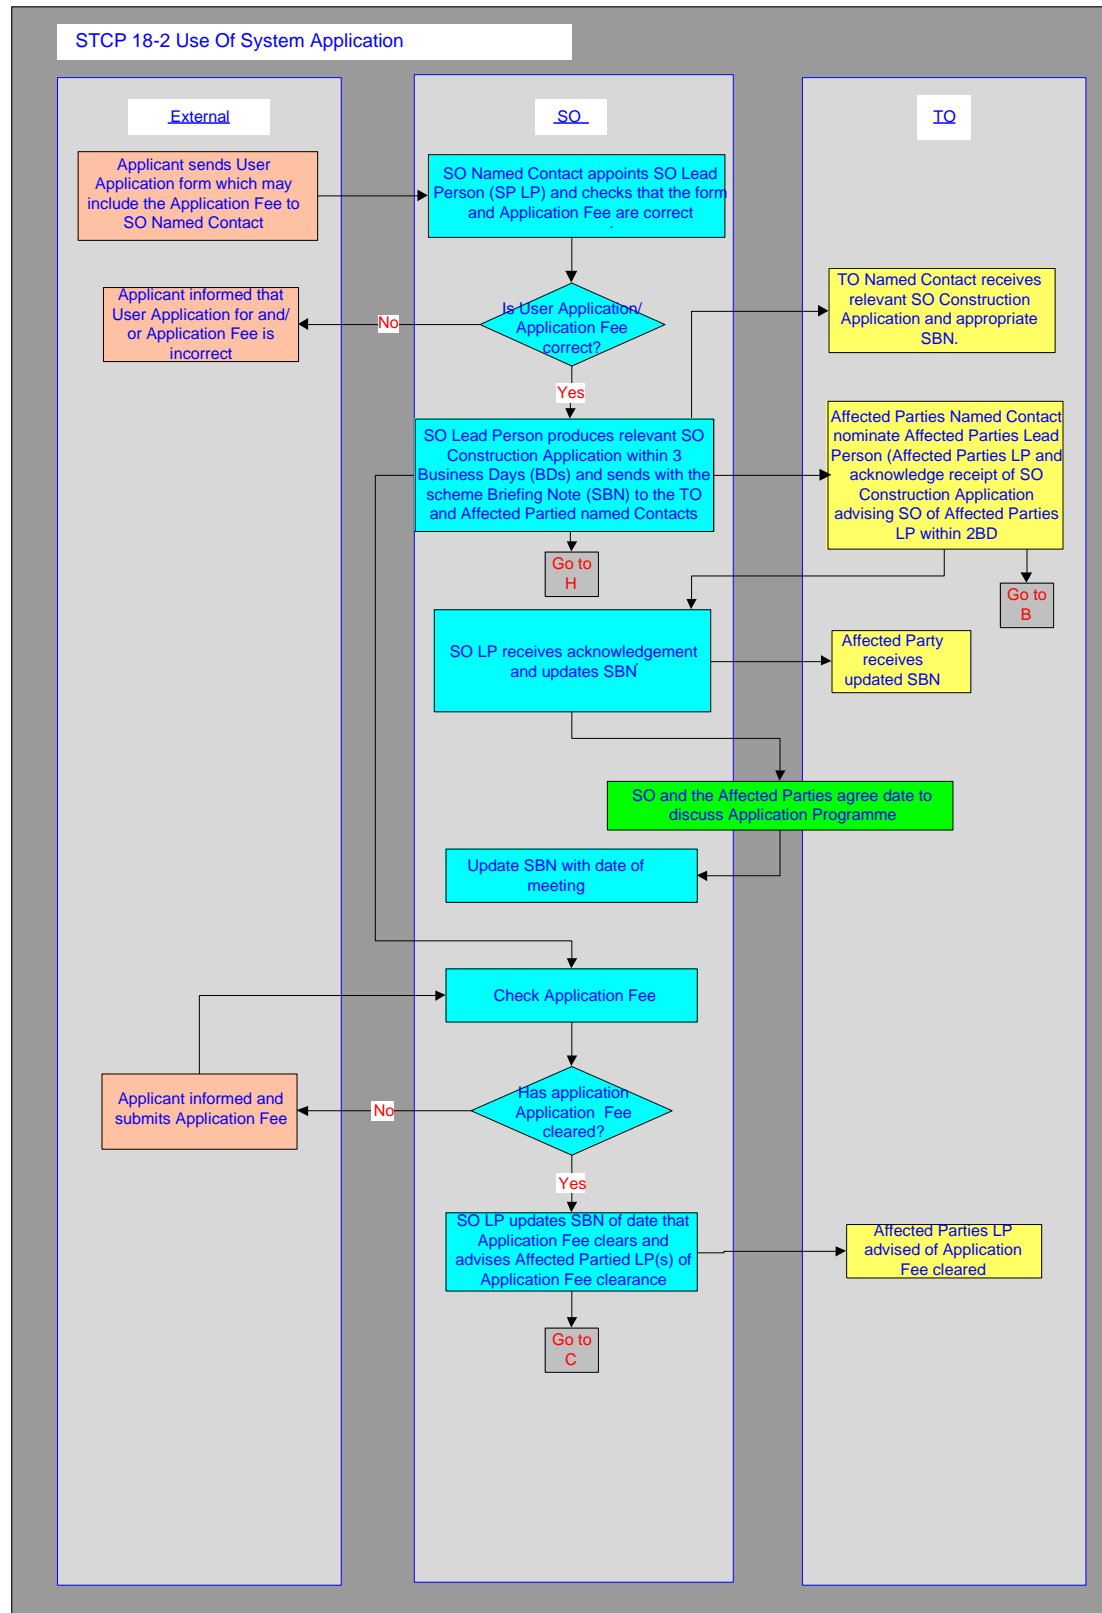 STCP 18-2 Use Of System Application
External
SO
TO
Applicant sends User
Application form which may
include the Application Fee to
SO Named Contact
SO Named Contact appoints SO Lead
Person (SP LP) and checks that the form
and Application Fee are correct
.
Applicant informed that
User Application for and/
or Application Fee is
incorrect
No
Is User Application/
Application Fee
correct?
TO Named Contact receives
relevant SO Construction
Application and appropriate
SBN.
Yes
SO Lead Person produces relevant SO
Construction Application within 3
Business Days (BDs) and sends with the
scheme Briefing Note (SBN) to the TO
and Affected Partied named Contacts
Affected Parties Named Contact
nominate Affected Parties Lead
Person (Affected Parties LP and
acknowledge receipt of SO
Construction Application
advising SO of Affected Parties
LP within 2BD
Go to
H
Go to
B
SO LP receives acknowledgement
and updates SBN
Affected Party
receives
updated SBN
SO and the Affected Parties agree date to
discuss Application Programme
Update SBN with date of
meeting
Check Application Fee
Applicant informed and
submits Application Fee
No
Has application
Application Fee
cleared?
Yes
SO LP updates SBN of date that
Application Fee clears and
advises Affected Partied LP(s) of
Application Fee clearance
Affected Parties LP
advised of Application
Fee cleared
Go to
C